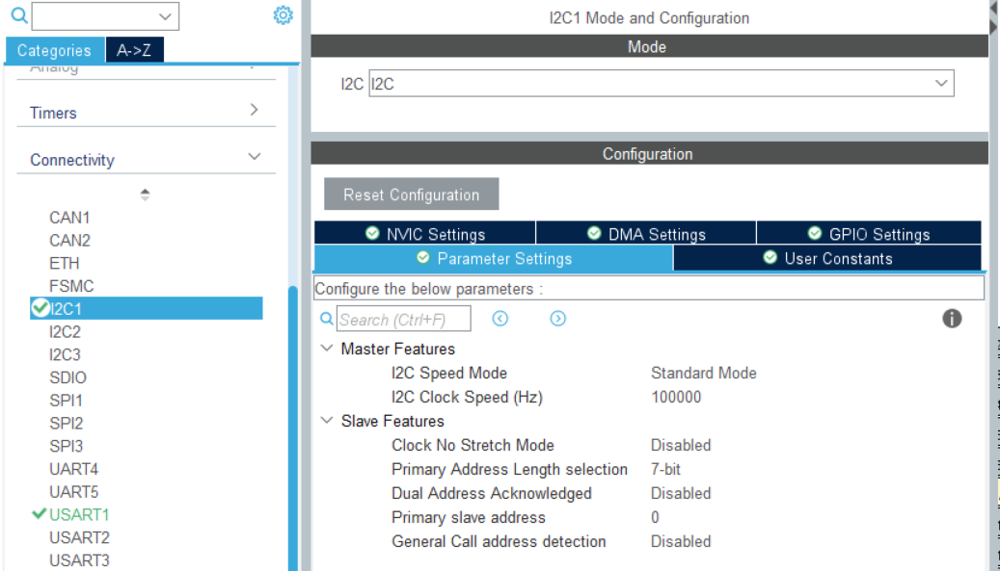 Categories
A->Z
Analog
Timers
Connectivity
CAN1
CAN2
ETH
FSMC
I2C1
I2C2
I2C3
SDIO
SPI1
SPI2
SPI3
UART4
UART5
USART1
USART2
USART3
I2C1 Mode and Configuration
Mode
I2C I2C
Configuration
Reset Configuration
NVIC Settings
DMA Settings
GPIO Settings
Parameter Settings
User Constants
Configure the below parameters :
Search (Ctrl+F)
Master Features
I2C Speed Mode Standard Mode
I2C Clock Speed (Hz) 100000
Slave Features
Clock No Stretch Mode Disabled
Primary Address Length selection 7-bit
Dual Address Acknowledged Disabled
Primary slave address 0
General Call address detection Disabled